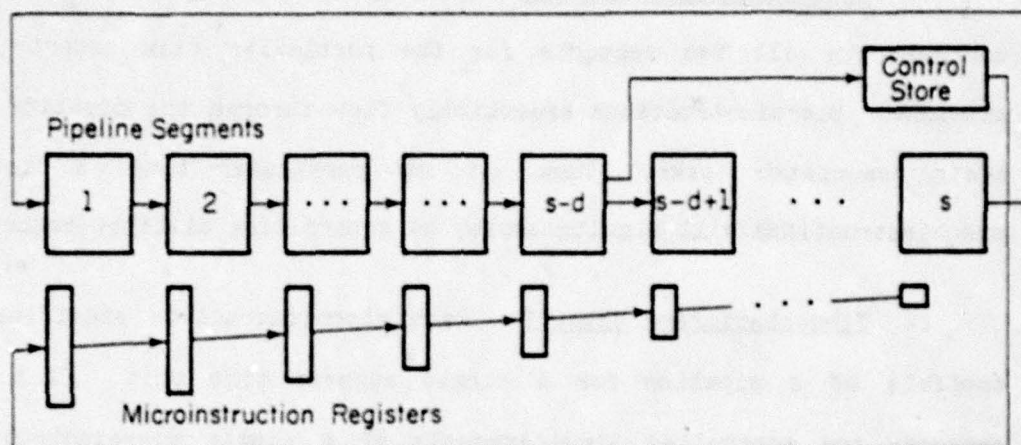 Control
Store
Pipeline Segments
1 2 ... ... s-d s-d+1 ... s
...
Microinstruction Registers